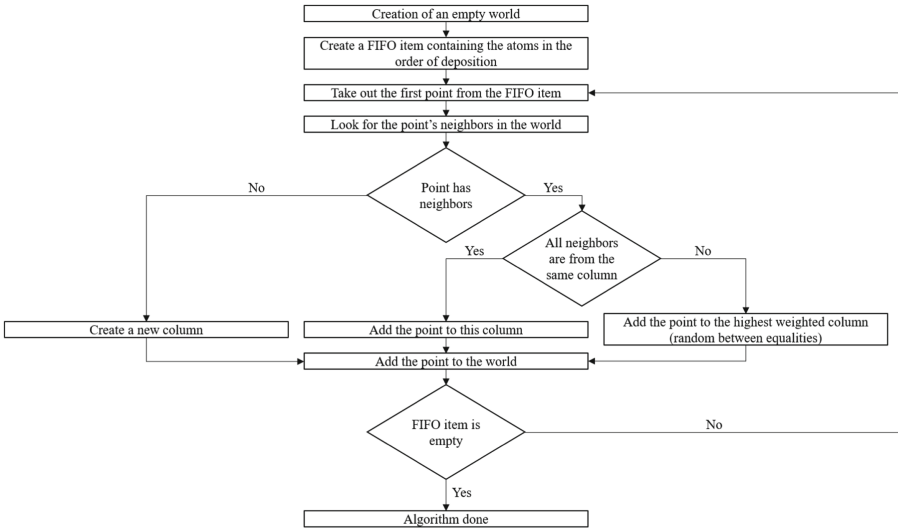 Creation of an empty world
Create a FIFO item containing the atoms in the
order of deposition
Take out the first point from the FIFO item
Look for the point's neighbors in the world
Point has
neighbors
No
Yes
All neighbors
are from the
same column
Yes
No
Create a new column
Add the point to this column
Add the point to the highest weighted column
(random between equalities)
Add the point to the world
FIFO item is
empty
No
Yes
Algorithm done